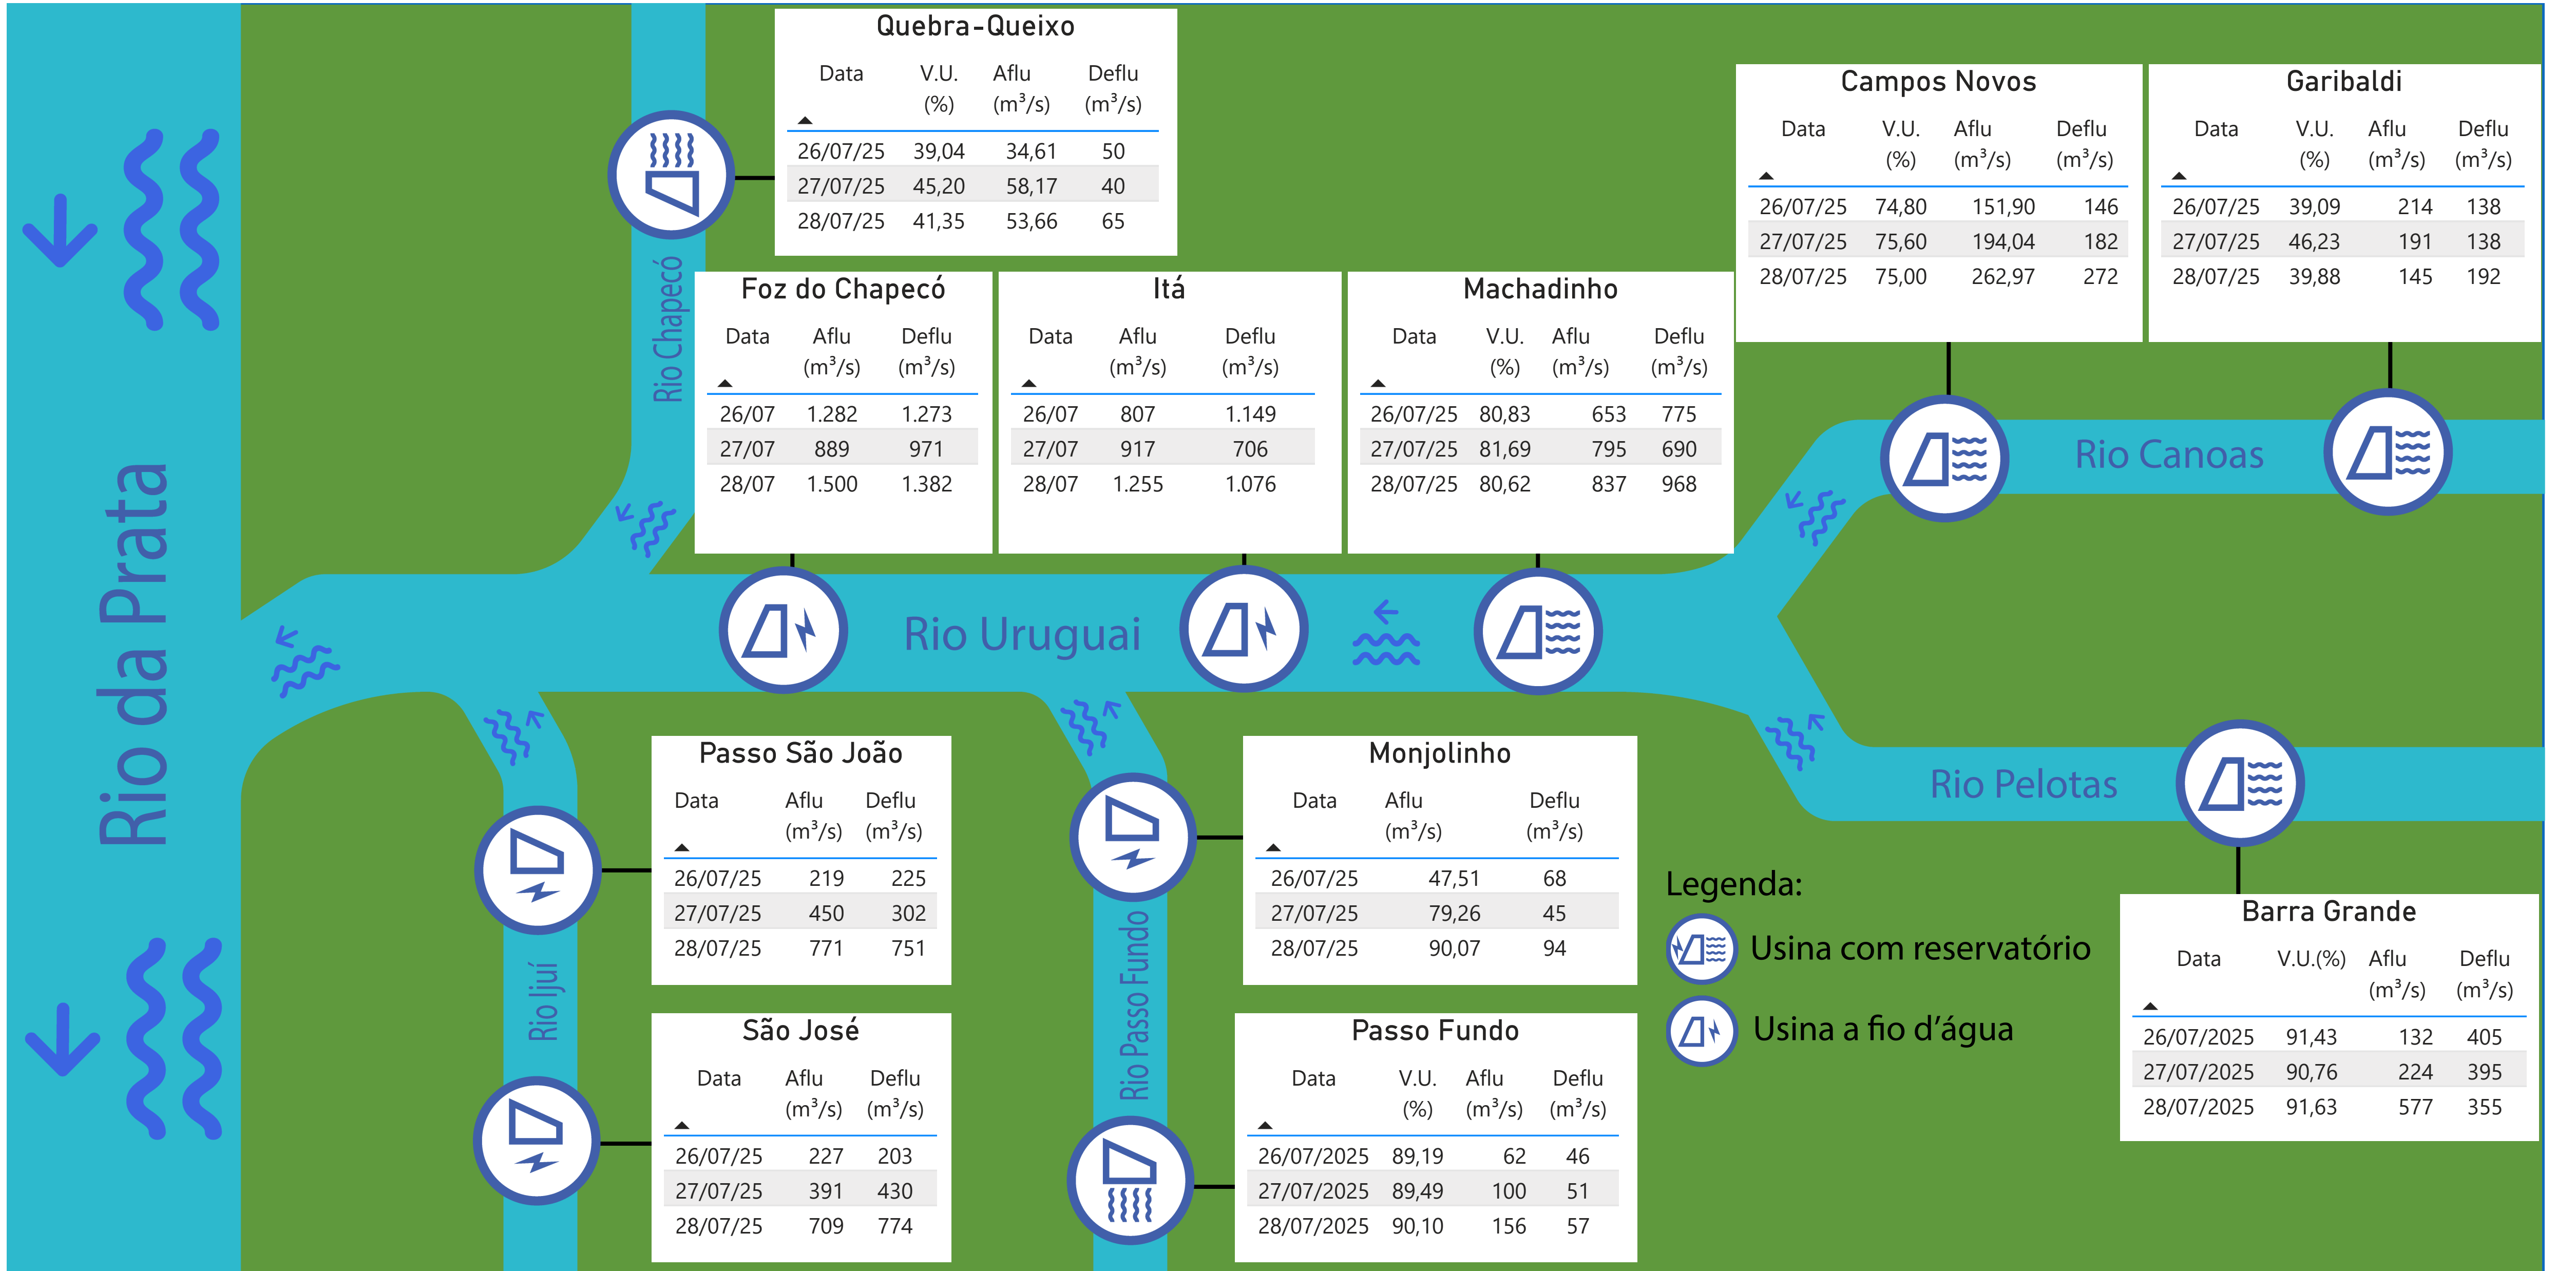 Rio da Prata
Quebra-Queixo
Data V.U. (%) Aflu (m³/s) Deflu (m³/s)
26/07/25 39,04 34,61 50
27/07/25 45,20 58,17 40
28/07/25 41,35 53,66 65
Rio Chapecó
Foz do Chapecó
Data Aflu (m³/s) Deflu (m³/s)
26/07 1.282 1.273
27/07 889 971
28/07 1.500 1.382
Itá
Data Aflu (m³/s) Deflu (m³/s)
26/07 807 1.149
27/07 917 706
28/07 1.255 1.076
Machadinho
Data V.U. (%) Aflu (m³/s) Deflu (m³/s)
26/07/25 80,83 653 775
27/07/25 81,69 795 690
28/07/25 80,62 837 968
Campos Novos
Data V.U. (%) Aflu (m³/s) Deflu (m³/s)
26/07/25 74,80 151,90 146
27/07/25 75,60 194,04 182
28/07/25 75,00 262,97 272
Garibaldi
Data V.U. (%) Aflu (m³/s) Deflu (m³/s)
26/07/25 39,09 214 138
27/07/25 46,23 191 138
28/07/25 39,88 145 192
Rio Canoas
Rio Uruguai
Rio Pelotas
Passo São João
Data Aflu (m³/s) Deflu (m³/s)
26/07/25 219 225
27/07/25 450 302
28/07/25 771 751
Rio Ijuí
São José
Data Aflu (m³/s) Deflu (m³/s)
26/07/25 227 203
27/07/25 391 430
28/07/25 709 774
Monjolinho
Data Aflu (m³/s) Deflu (m³/s)
26/07/25 47,51 68
27/07/25 79,26 45
28/07/25 90,07 94
Rio Passo Fundo
Passo Fundo
Data V.U. (%) Aflu (m³/s) Deflu (m³/s)
26/07/2025 89,19 62 46
27/07/2025 89,49 100 51
28/07/2025 90,10 156 57
Legenda:
Usina com reservatório
Usina a fio d'água
Barra Grande
Data V.U.(%) Aflu (m³/s) Deflu (m³/s)
26/07/2025 91,43 132 405
27/07/2025 90,76 224 395
28/07/2025 91,63 577 355